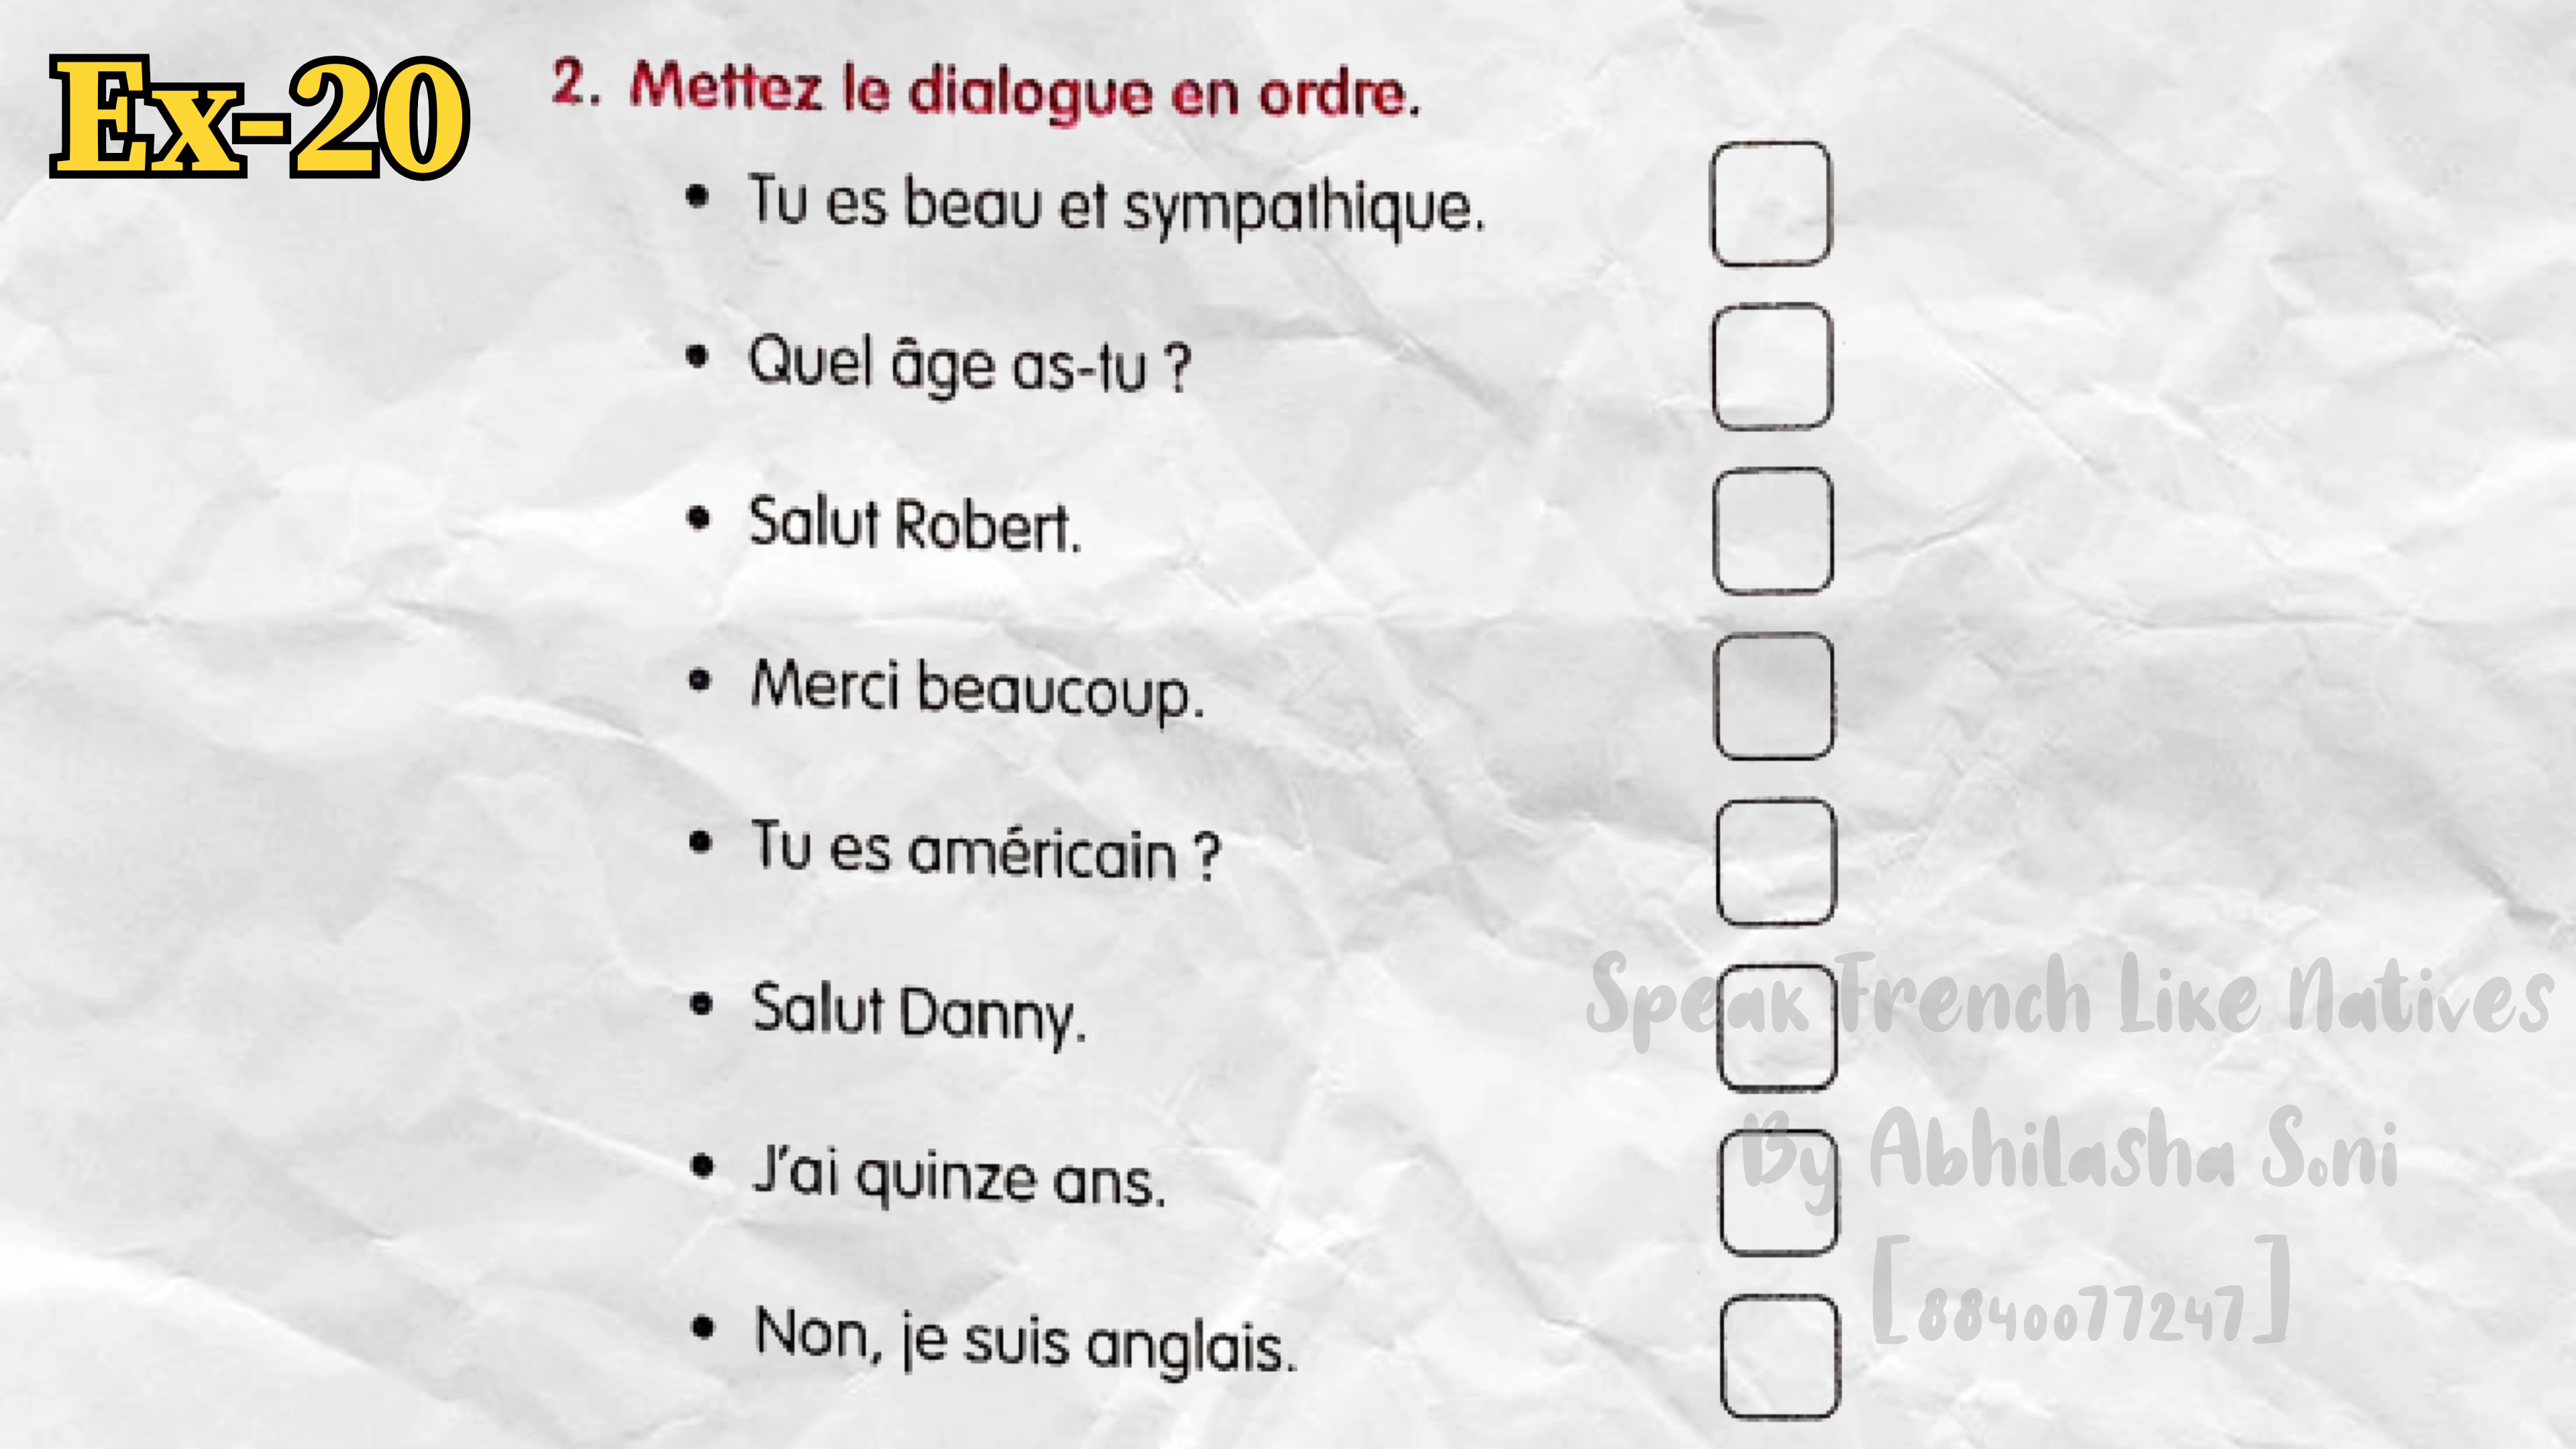 Ex-20
2. Mettez le dialogue en ordre.
• Tu es beau et sympathique.
• Quel âge as-tu ?
• Salut Robert.
• Merci beaucoup.
• Tu es américain ?
• Salut Danny.
• J'ai quinze ans.
• Non, je suis anglais.
Speak French Like Natives
By Abhilasha Soni
[8840077247]